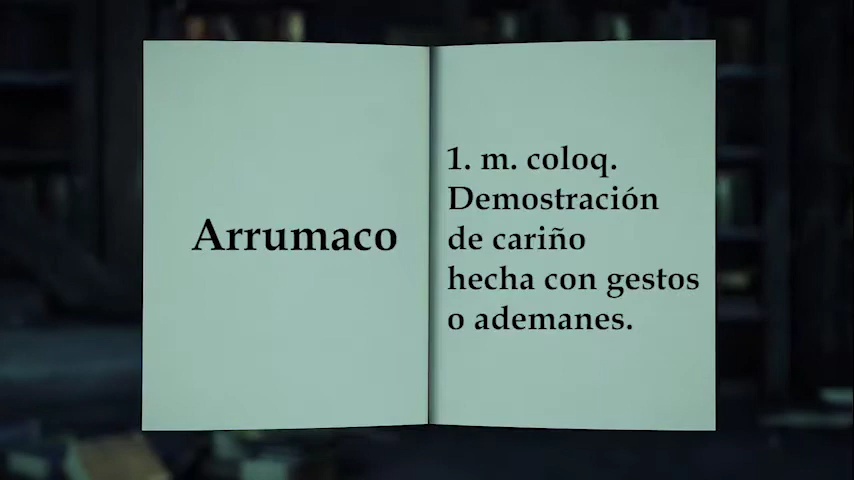 Arrumaco
1. m. coloq.
Demostración
de cariño
hecha con gestos
o ademanes.